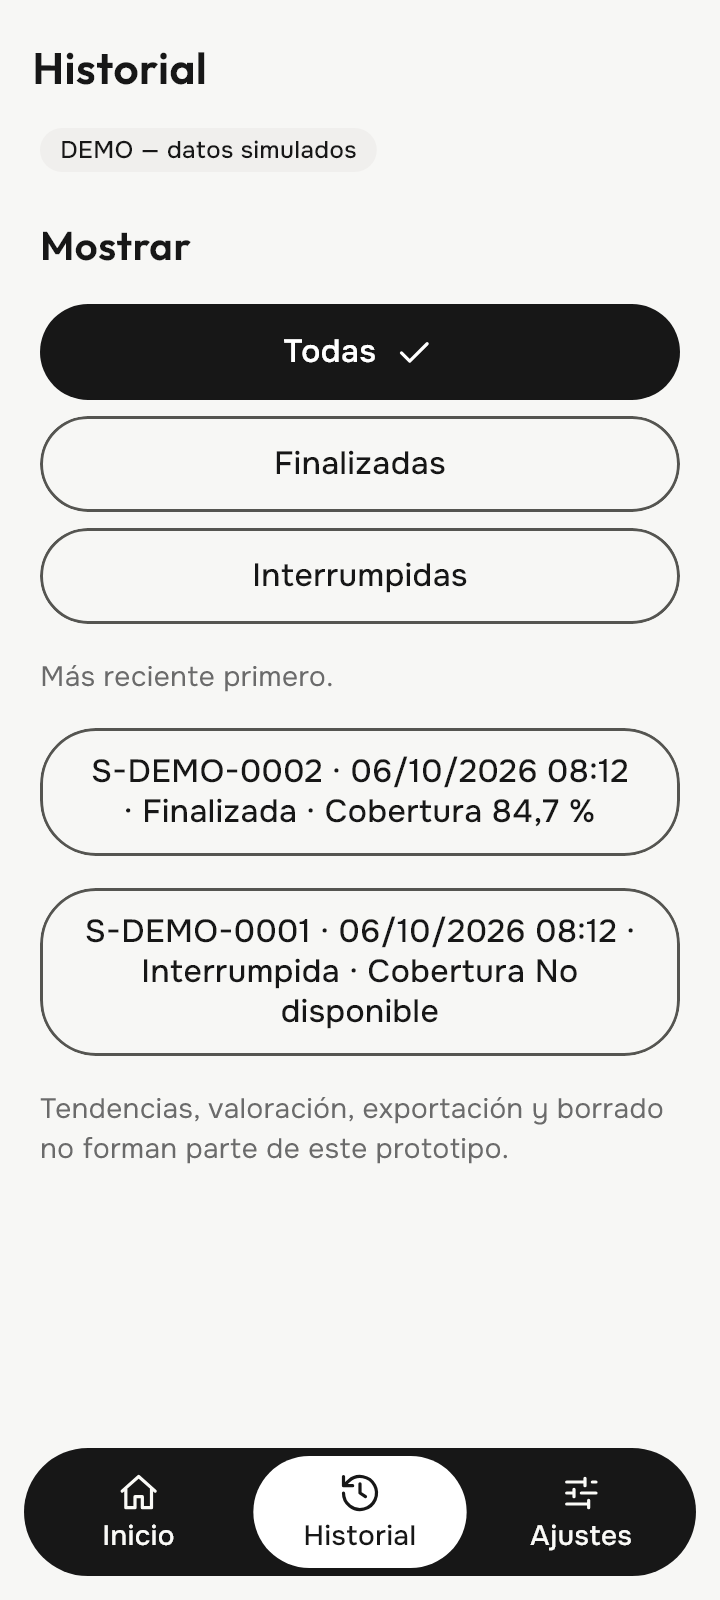 Historial
DEMO – datos simulados
Mostrar
Todas
Finalizadas
Interrumpidas
Más reciente primero.
S-DEMO-0002 · 06/10/2026 08:12
· Finalizada · Cobertura 84,7 %
S-DEMO-0001 · 06/10/2026 08:12 ·
Interrumpida · Cobertura No
disponible
Tendencias, valoración, exportación y borrado
no forman parte de este prototipo.
Inicio
Historial
Ajustes